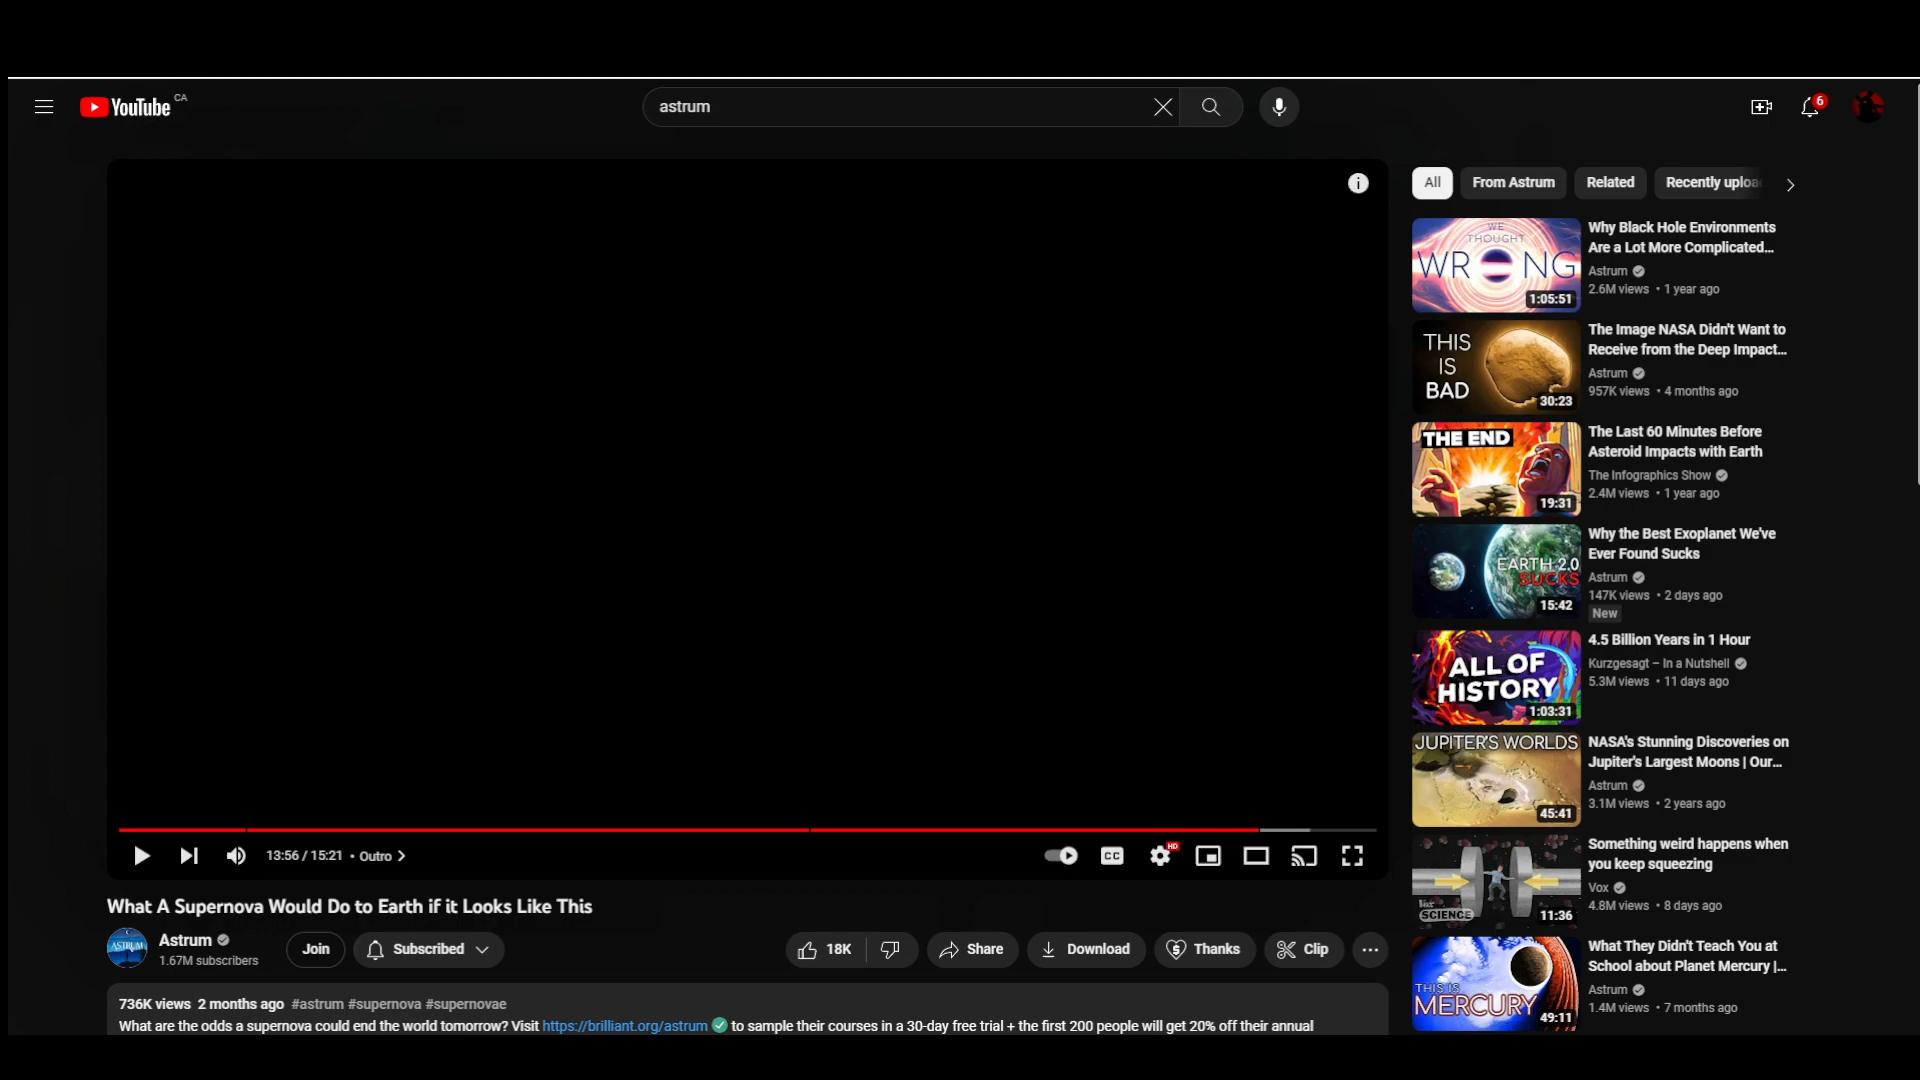 YouTube CA
astrum
6
All
From Astrum
Related
Recently uploa
WE
THOUGHT
WRONG
1:05:51
Why Black Hole Environments
Are a Lot More Complicated...
Astrum
2.6M views • 1 year ago
THIS
IS
BAD
30:23
The Image NASA Didn't Want to
Receive from the Deep Impact...
Astrum
957K views • 4 months ago
THE END
19:31
The Last 60 Minutes Before
Asteroid Impacts with Earth
The Infographics Show
2.4M views • 1 year ago
EARTH 2.0
SUCKS
15:42
Why the Best Exoplanet We've
Ever Found Sucks
Astrum
147K views • 2 days ago
New
ALL OF
HISTORY
1:03:31
4.5 Billion Years in 1 Hour
Kurzgesagt – In a Nutshell
5.3M views • 11 days ago
JUPITER'S WORLDS
45:41
NASA's Stunning Discoveries on
Jupiter's Largest Moons | Our...
Astrum
3.1M views • 2 years ago
Vox
SCIENCE
11:36
Something weird happens when
you keep squeezing
Vox
4.8M views • 8 days ago
THIS IS
MERCURY
49:11
What They Didn't Teach You at
School about Planet Mercury |...
Astrum
1.4M views • 7 months ago
13:56 / 15:21 • Outro
CC
HD
What A Supernova Would Do to Earth if it Looks Like This
ASTRUM
Astrum
1.67M subscribers
Join
Subscribed
18K
Share
Download
Thanks
Clip
736K views 2 months ago #astrum #supernova #supernovae
What are the odds a supernova could end the world tomorrow? Visit https://brilliant.org/astrum to sample their courses in a 30-day free trial + the first 200 people will get 20% off their annual